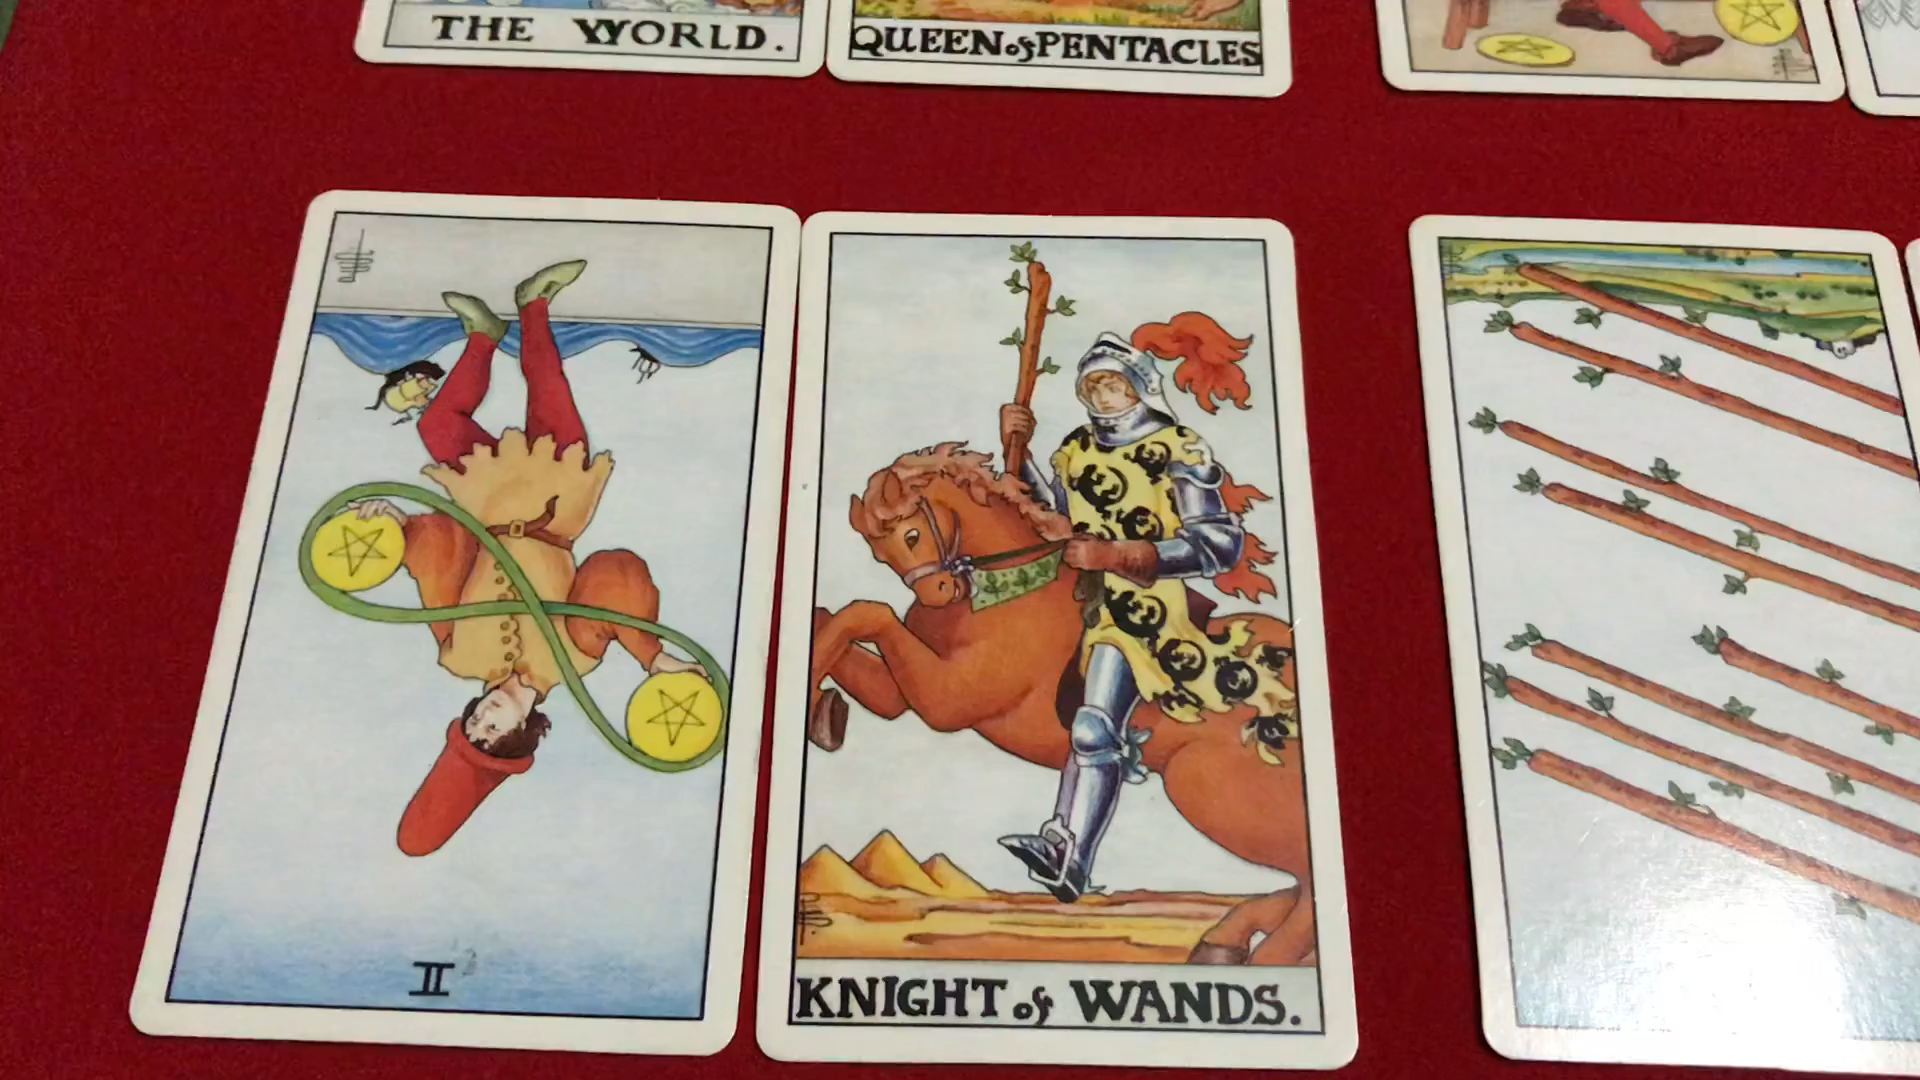 THE WORLD.
QUEEN of PENTACLES
II
KNIGHT of WANDS.